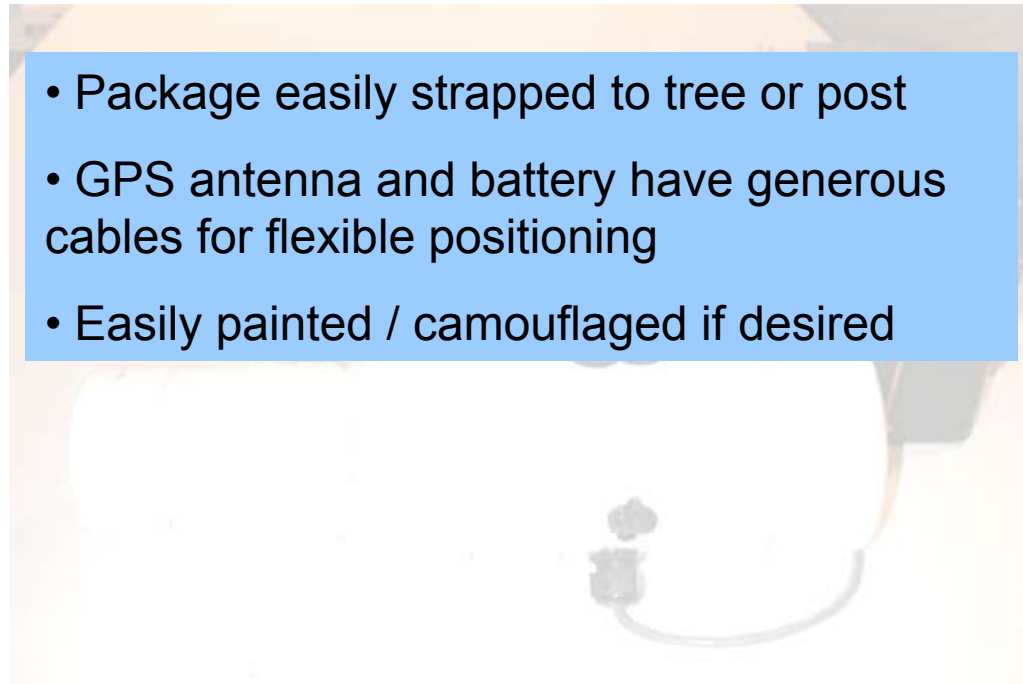 • Package easily strapped to tree or post
• GPS antenna and battery have generous
cables for flexible positioning
• Easily painted / camouflaged if desired